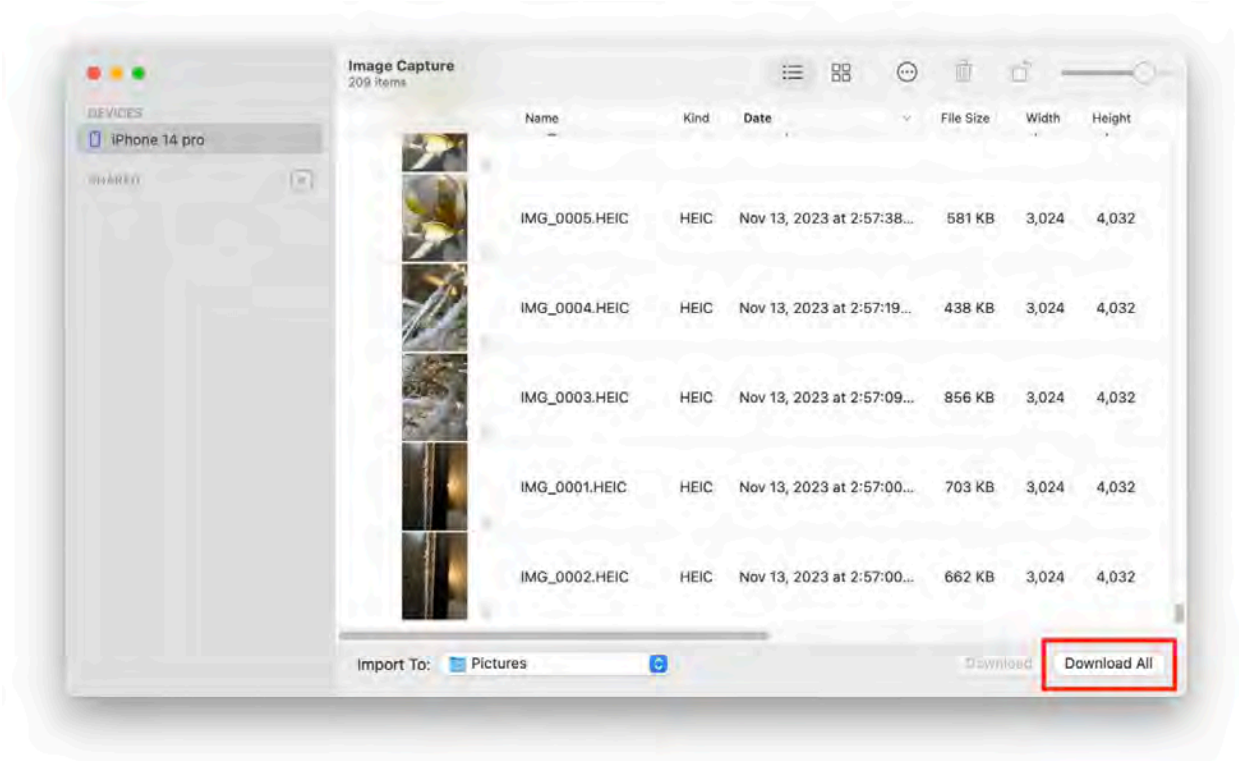 Image Capture
209 items
DEVICES
iPhone 14 pro
SHARED
Name Kind Date File Size Width Height
IMG_0005.HEIC HEIC Nov 13, 2023 at 2:57:38... 581 KB 3,024 4,032
IMG_0004.HEIC HEIC Nov 13, 2023 at 2:57:19... 438 KB 3,024 4,032
IMG_0003.HEIC HEIC Nov 13, 2023 at 2:57:09... 856 KB 3,024 4,032
IMG_0001.HEIC HEIC Nov 13, 2023 at 2:57:00... 703 KB 3,024 4,032
IMG_0002.HEIC HEIC Nov 13, 2023 at 2:57:00... 662 KB 3,024 4,032
Import To: Pictures Download Download All